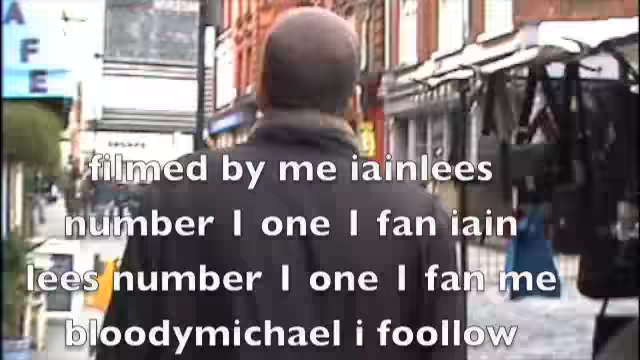 AFE
filmed by me iainlees
number 1 one 1 fan iain
lees number 1 one 1 fan me
bloodymichael i foollow